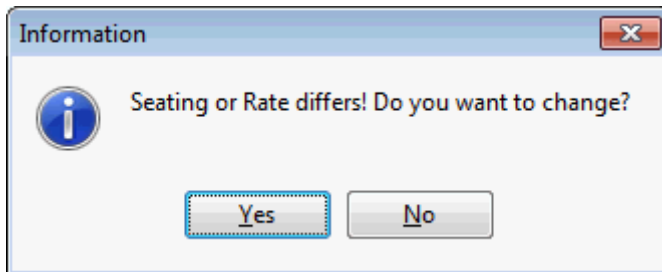 Information
Seating or Rate differs! Do you want to change?
Yes
No